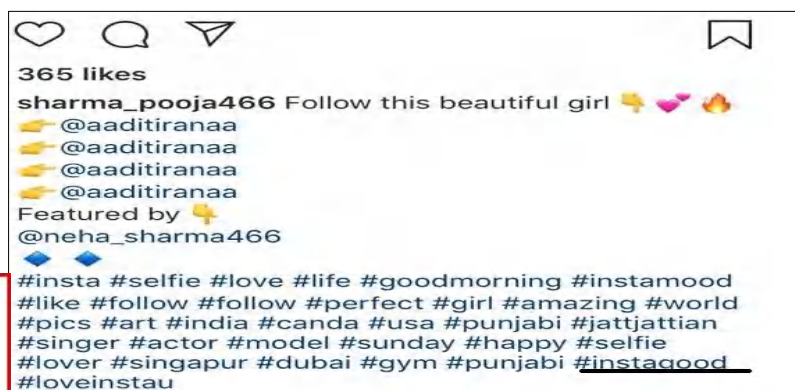 365 likes
sharma_pooja466 Follow this beautiful girl 👇 💕 🔥
👉 @aaditiranaa
👉 @aaditiranaa
👉 @aaditiranaa
👉 @aaditiranaa
Featured by 👇
@neha_sharma466
🔷 🔷
#insta #selfie #love #life #goodmorning #instamood
#like #follow #follow #perfect #girl #amazing #world
#pics #art #india #canda #usa #punjabi #jattjattian
#singer #actor #model #sunday #happy #selfie
#lover #singapur #dubai #gym #punjabi #instagood
#loveinstau